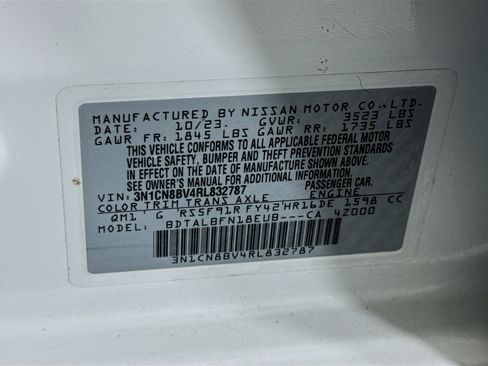 MANUFACTURED BY NISSAN MOTOR CO.,LTD.
DATE: 10/23. GVWR: 3523 LBS
GAWR FR: 1845 LBS GAWR RR: 1735 LBS
THIS VEHICLE CONFORMS TO ALL APPLICABLE FEDERAL MOTOR
VEHICLE SAFETY, BUMPER AND THEFT PREVENTION STANDARDS
IN EFFECT ON THE DATE OF MANUFACTURE SHOWN ABOVE.
SEE OWNER'S MANUAL FOR ADDITIONAL INFORMATION
VIN: 3N1CN8BV4RL832787 PASSENGER CAR.
COLOR TRIM TRANS AXLE ENGINE
QM1 G RS5F91R FY42 HR16DE 1598 CC
MODEL: BDTALBFN18EUB---CA 4Z000
3N1CN8BV4RL832787